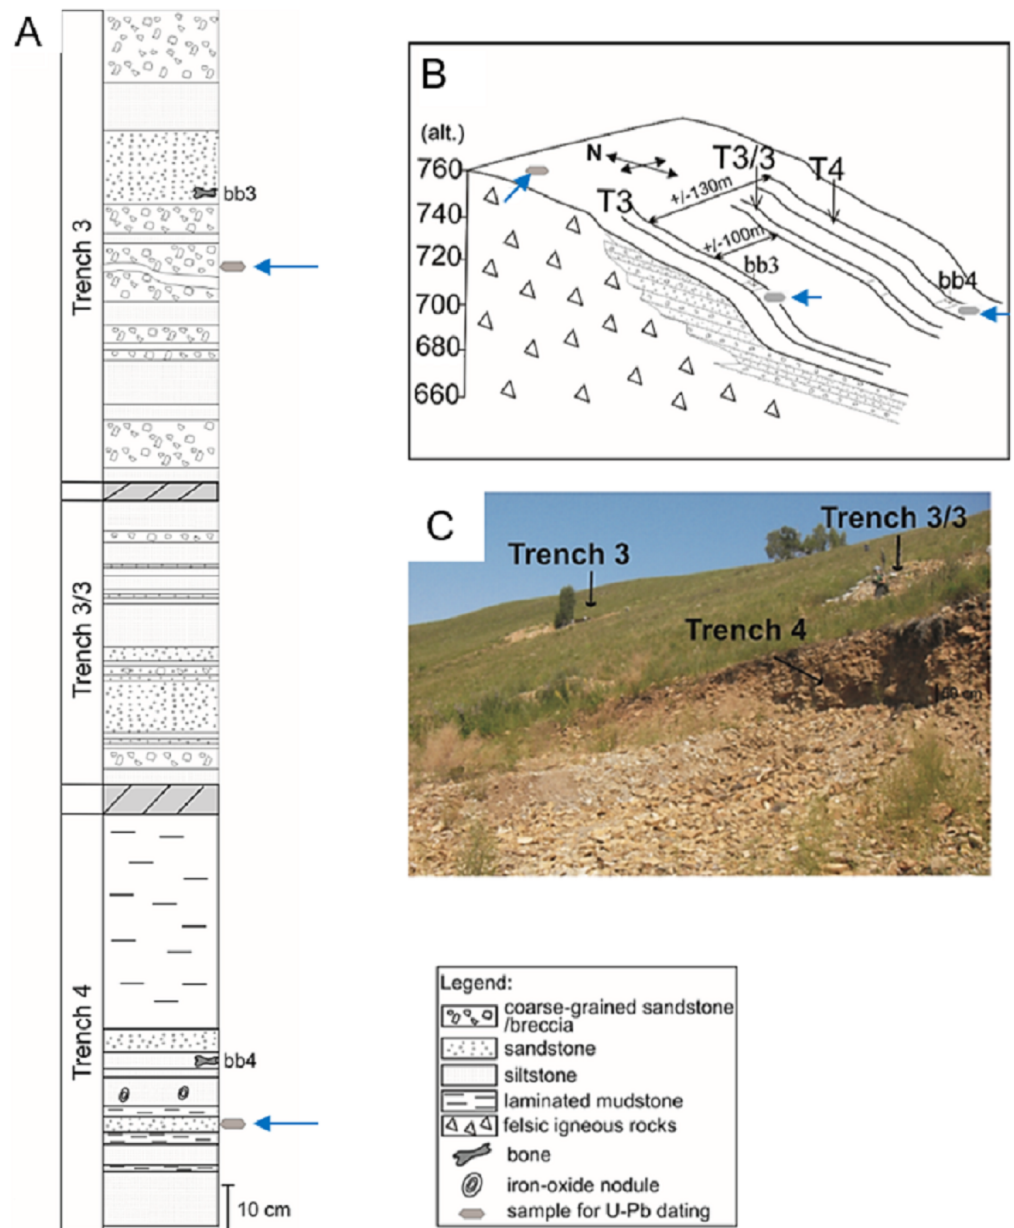 A
Trench 3
bb3
Trench 3/3
Trench 4
bb4
10 cm
B
(alt.)
760
740
720
700
680
660
N
T3
T3/3
T4
+/-130m
+/-100m
bb3
bb4
C
Trench 3
Trench 3/3
Trench 4
Legend:
coarse-grained sandstone
/breccia
sandstone
siltstone
laminated mudstone
felsic igneous rocks
bone
iron-oxide nodule
sample for U-Pb dating